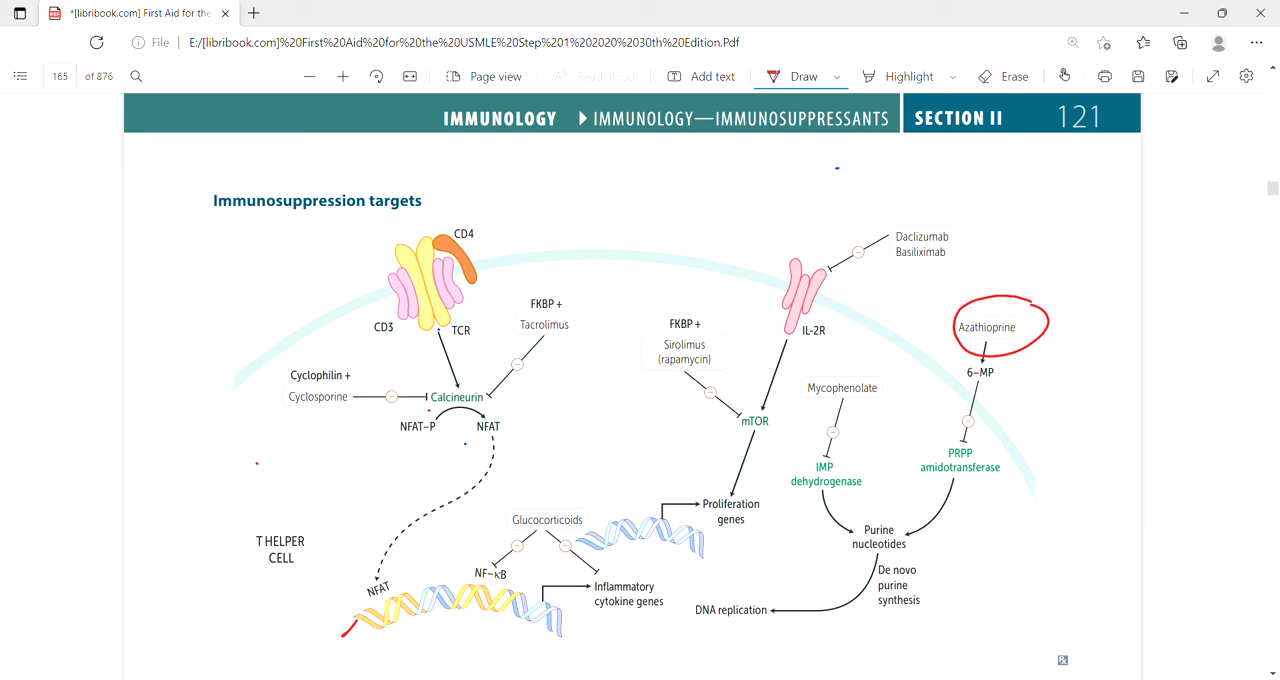 *[libribook.com] First Aid for the
File
E:/[libribook.com]%20First%20Aid%20for%20the%20USMLE%20Step%201%202020%2030th%20Edition.Pdf
165 of 876
Page view
Read aloud
Add text
Draw
Highlight
Erase
IMMUNOLOGY ▶ IMMUNOLOGY—IMMUNOSUPPRESSANTS
SECTION II
121
Immunosuppression targets
CD4
CD3
TCR
FKBP +
Tacrolimus
Cyclophilin +
Cyclosporine
Calcineurin
NFAT–P
NFAT
Daclizumab
Basiliximab
IL-2R
FKBP +
Sirolimus
(rapamycin)
mTOR
Mycophenolate
Azathioprine
6–MP
IMP
dehydrogenase
PRPP
amidotransferase
Proliferation
genes
Purine
nucleotides
De novo
purine
synthesis
DNA replication
Glucocorticoids
NF–κB
Inflammatory
cytokine genes
NFAT
T HELPER
CELL
℞